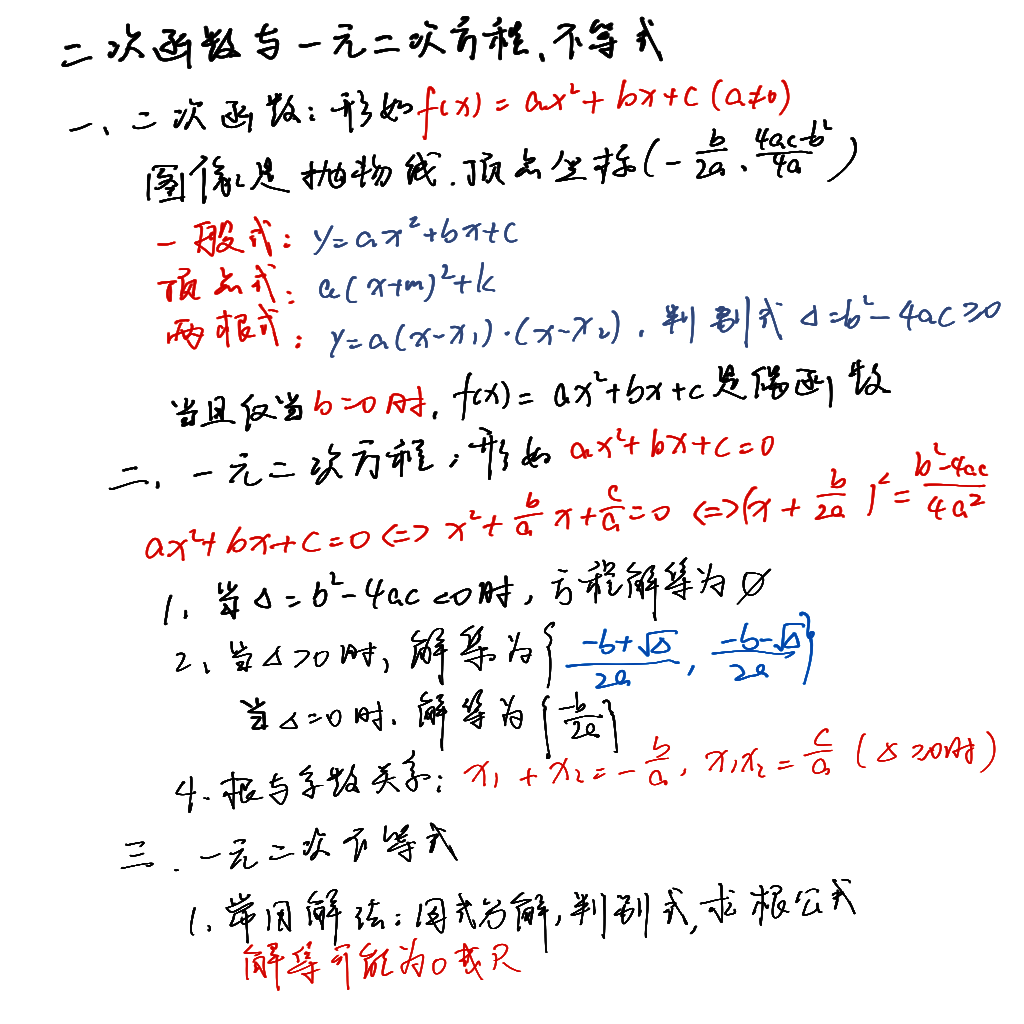 二次函数与一元二次方程、不等式
一、二次函数：形如f(x) = ax²+bx+c (a≠0)
图像是抛物线.顶点坐标(-b/2a、(4ac-b²)/4a)
一般式：y=ax²+bx+c
顶点式：a(x+m)²+k
两根式：y=a(x-x₁)·(x-x₂)，判别式 Δ=b²-4ac≥0
当且仅当b=0时，f(x)= ax²+bx+c是偶函数
二、一元二次方程；形如 ax²+bx+c=0
ax²+bx+c=0 <=> x²+b/a x+c/a=0 <=>(x+b/2a)²=(b²-4ac)/4a²
1、当Δ=b²-4ac<0时，方程解集为∅
2、当Δ>0时，解集为{(-b+√Δ)/2a，(-b-√Δ)/2a}
当Δ=0时．解集为{-b/2a}
4.根与系数关系：x₁+x₂=-b/a，x₁x₂=c/a (Δ≥0时)
三．一元二次不等式
1.常用解法：因式分解，判别式，求根公式
解集可能为0或R